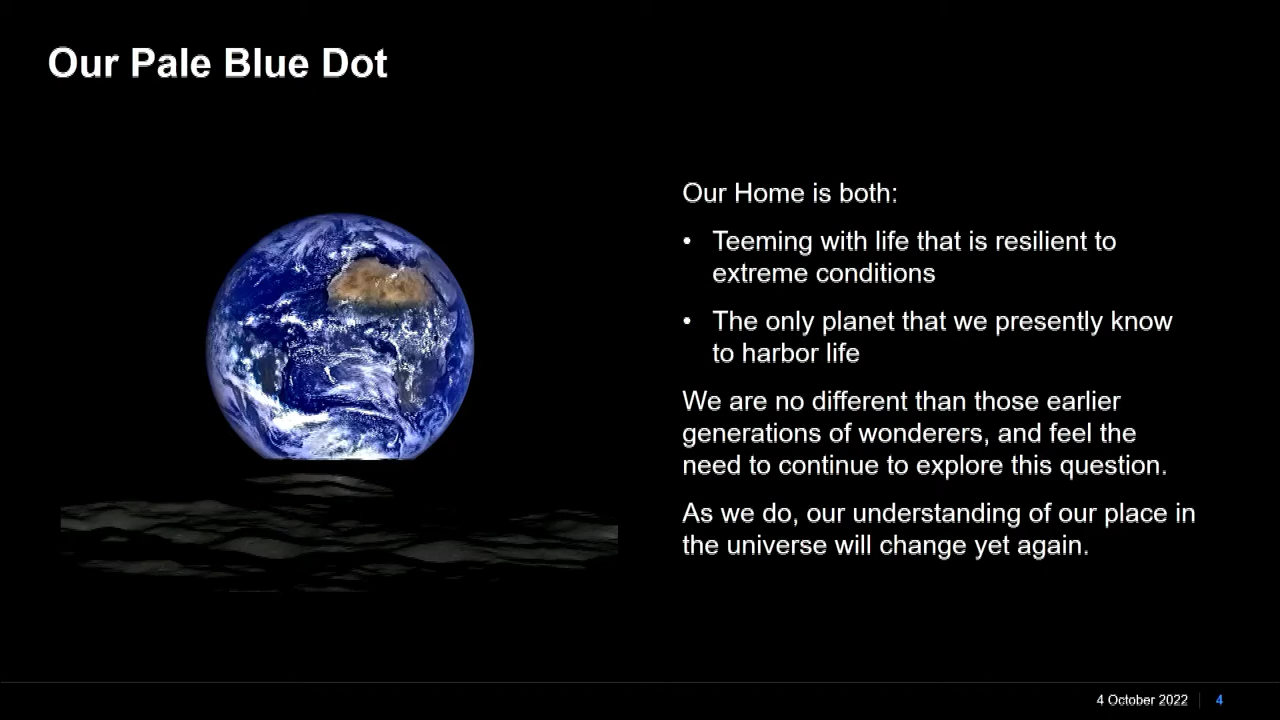 Our Pale Blue Dot
Our Home is both:
• Teeming with life that is resilient to
extreme conditions
• The only planet that we presently know
to harbor life
We are no different than those earlier
generations of wonderers, and feel the
need to continue to explore this question.
As we do, our understanding of our place in
the universe will change yet again.
4 October 2022 4